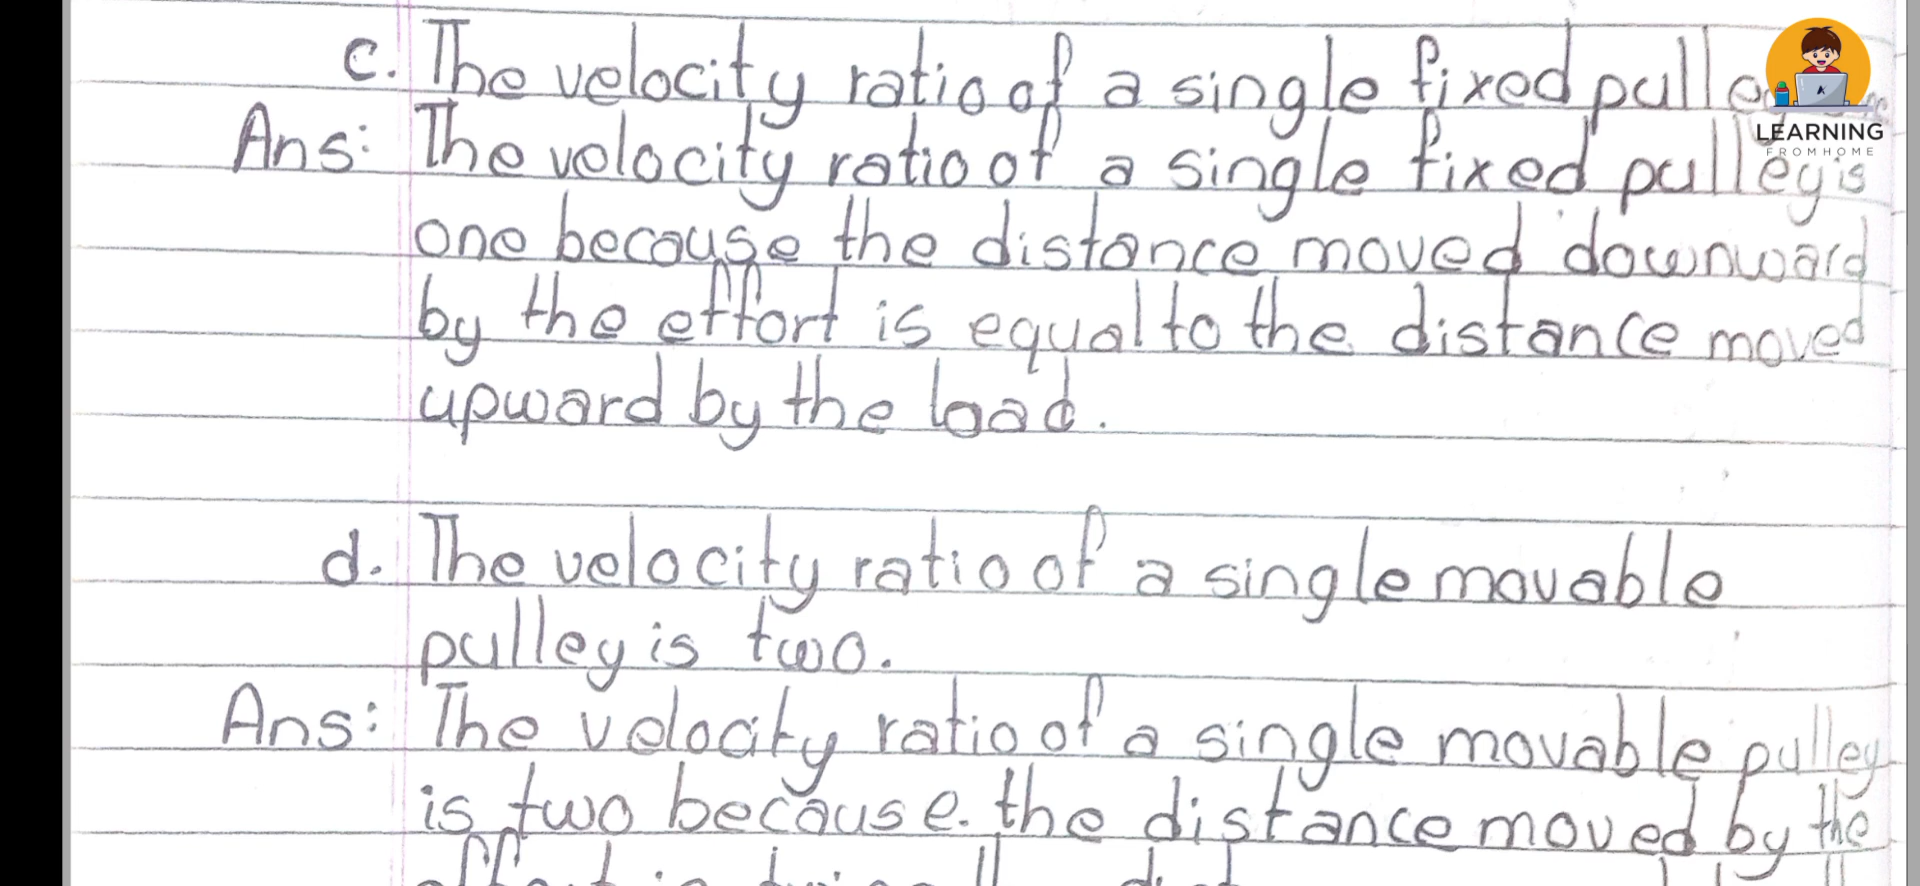 c. The velocity ratio of a single fixed pulley
Ans: The velocity ratio of a single fixed pulley is
one because the distance moved downward
by the effort is equal to the distance moved
upward by the load.
d. The velocity ratio of a single movable
pulley is two.
Ans: The velocity ratio of a single movable pulley
is two because the distance moved by the
LEARNING
FROM HOME